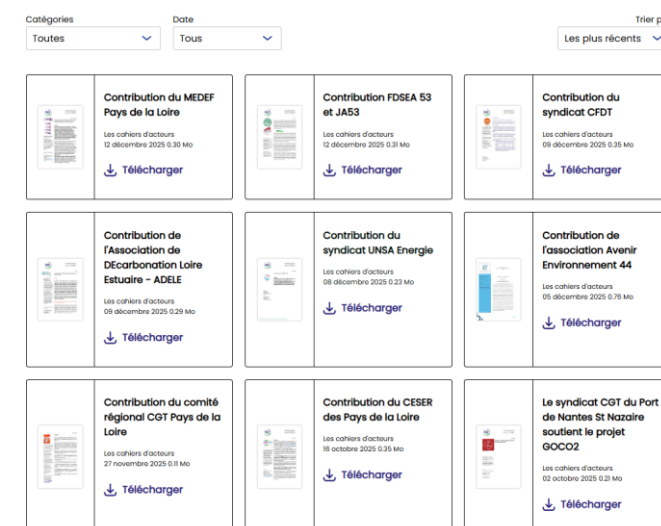 Catégories
Date
Trier p
Toutes
Tous
Les plus récents
Contribution du MEDEF
Pays de la Loire
Les cahiers d'acteurs
12 décembre 2025 0.30 Mo
Télécharger
Contribution FDSEA 53
et JA53
Les cahiers d'acteurs
12 décembre 2025 0.31 Mo
Télécharger
Contribution du
syndicat CFDT
Les cahiers d'acteurs
09 décembre 2025 0.35 Mo
Télécharger
Contribution de
l'Association de
DEcarbonation Loire
Estuaire - ADELE
Les cahiers d'acteurs
09 décembre 2025 0.29 Mo
Télécharger
Contribution du
syndicat UNSA Energie
Les cahiers d'acteurs
08 décembre 2025 0.23 Mo
Télécharger
Contribution de
l'association Avenir
Environnement 44
Les cahiers d'acteurs
05 décembre 2025 0.76 Mo
Télécharger
Contribution du comité
régional CGT Pays de la
Loire
Les cahiers d'acteurs
27 novembre 2025 0.11 Mo
Télécharger
Contribution du CESER
des Pays de la Loire
Les cahiers d'acteurs
16 octobre 2025 0.35 Mo
Télécharger
Le syndicat CGT du Port
de Nantes St Nazaire
soutient le projet
GOCO2
Les cahiers d'acteurs
02 octobre 2025 0.21 Mo
Télécharger